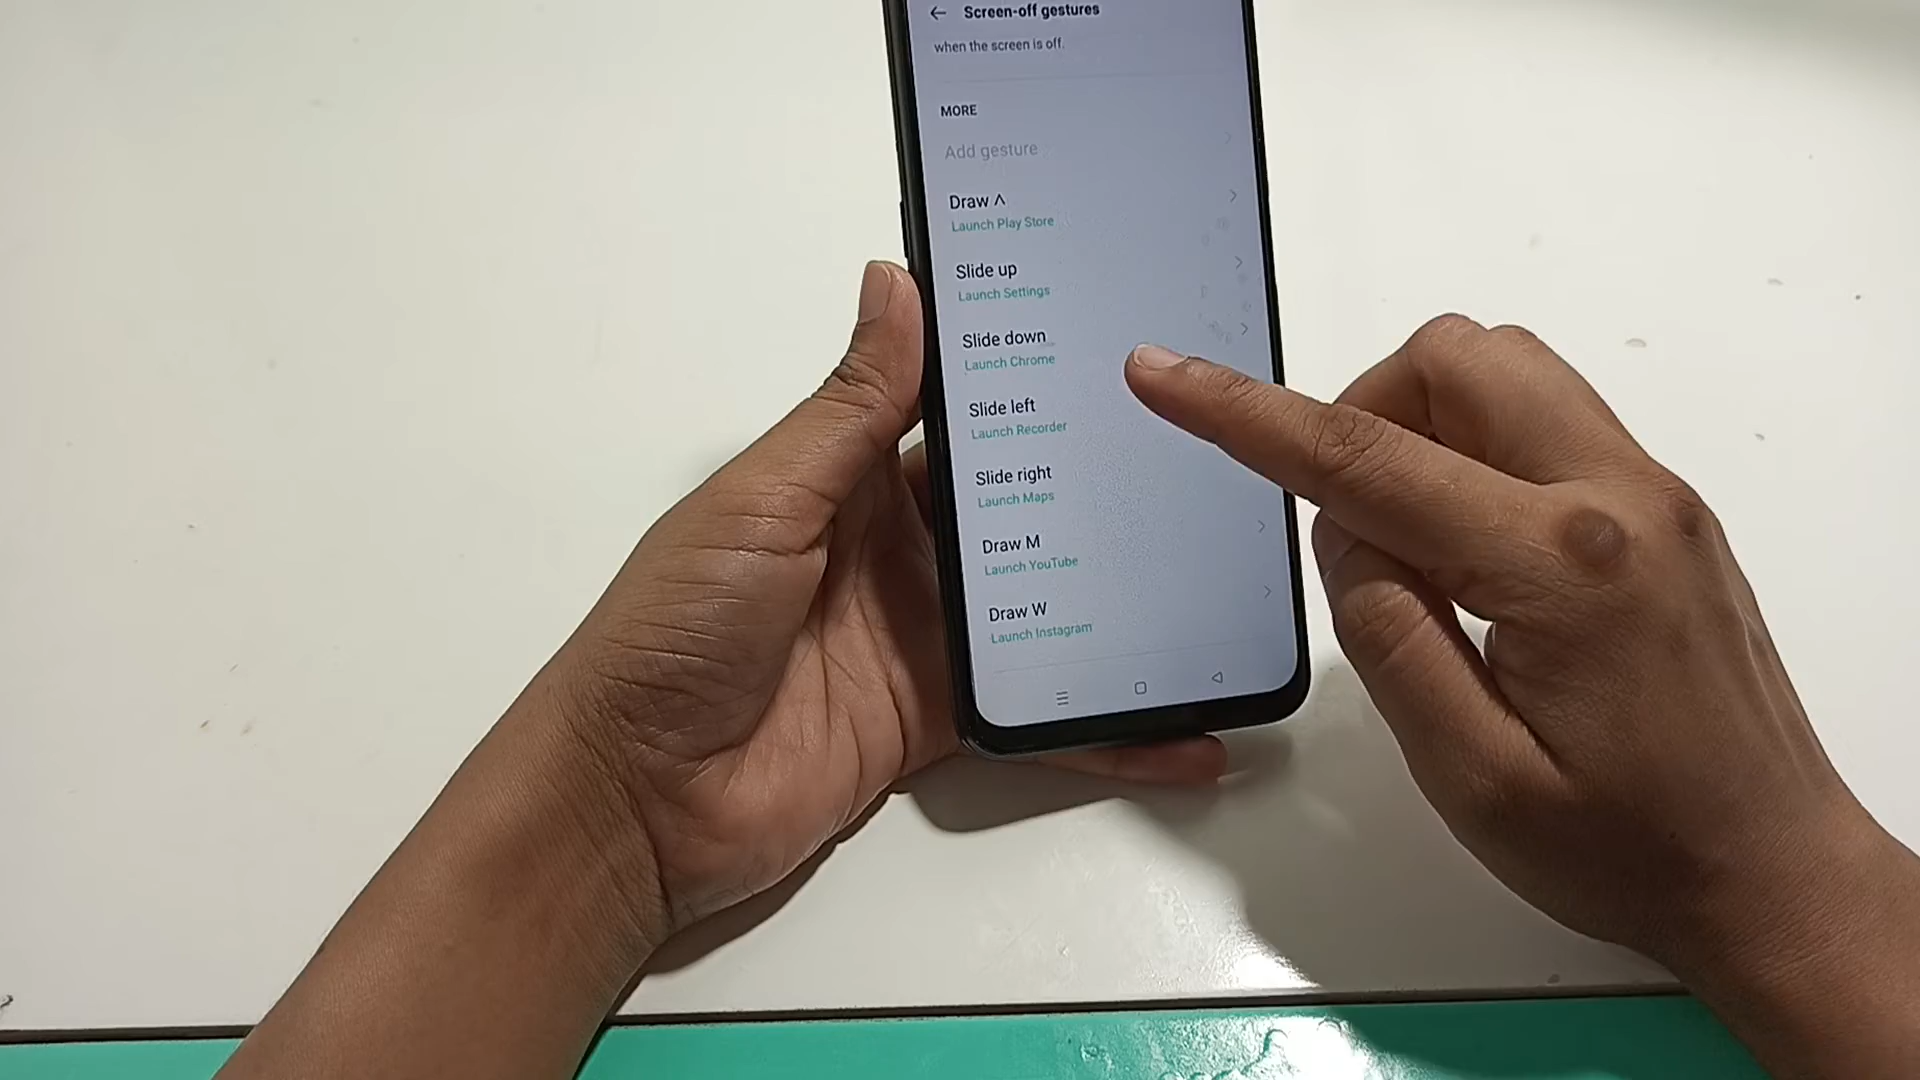 Screen-off gestures
when the screen is off.
MORE
Add gesture
Draw ˄
Launch Play Store
Slide up
Launch Settings
Slide down
Launch Chrome
Slide left
Launch Recorder
Slide right
Launch Maps
Draw M
Launch YouTube
Draw W
Launch Instagram